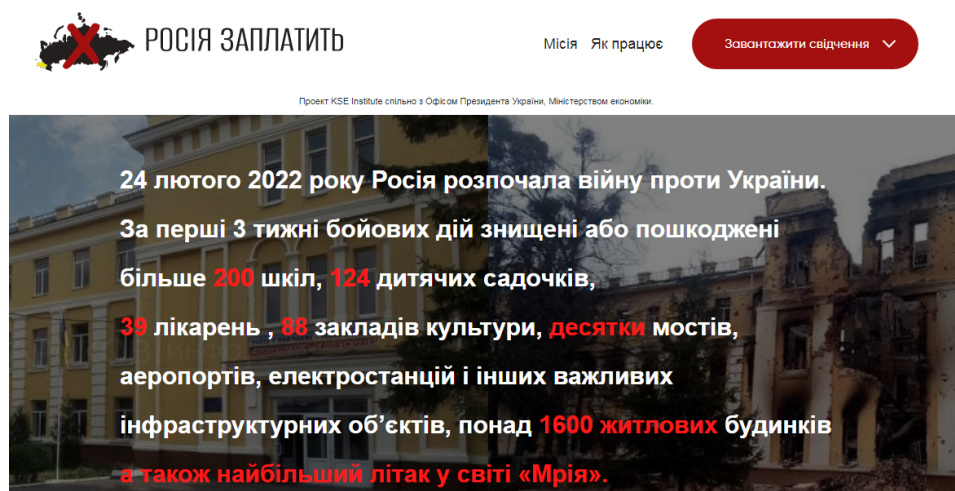 РОСІЯ ЗАПЛАТИТЬ
Місія Як працює
Завантажити свідчення
Проект KSE Institute спільно з Офісом Президента України, Міністерством економіки.
24 лютого 2022 року Росія розпочала війну проти України.
За перші 3 тижні бойових дій знищені або пошкоджені
більше 200 шкіл, 124 дитячих садочків,
39 лікарень , 88 закладів культури, десятки мостів,
аеропортів, електростанцій і інших важливих
інфраструктурних об’єктів, понад 1600 житлових будинків
а також найбільший літак у світі «Мрія».